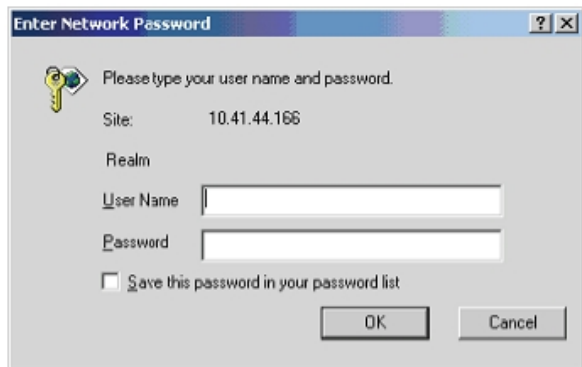 Enter Network Password
Please type your user name and password.
Site: 10.41.44.166
Realm
User Name
Password
Save this password in your password list
OK Cancel